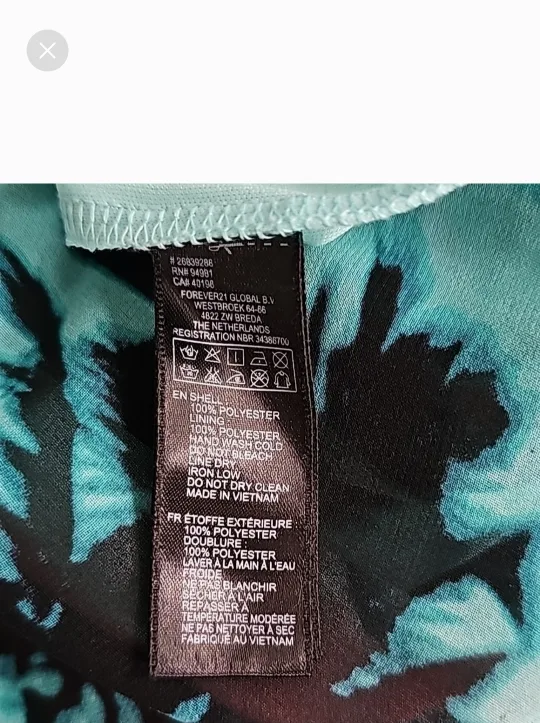 # 26839288
RN# 94991
CA# 40198
FOREVER21 GLOBAL B.V
WESTBROEK 64-66
4822 ZW BREDA
THE NETHERLANDS
REGISTRATION NBR 34388700
EN SHELL
100% POLYESTER
LINING
100% POLYESTER
HAND WASH COLD
DO NOT BLEACH
LINE DRY
IRON LOW
DO NOT DRY CLEAN
MADE IN VIETNAM
FR ÉTOFFE EXTÉRIEURE :
100% POLYESTER
DOUBLURE :
100% POLYESTER
LAVER À LA MAIN À L'EAU
FROIDE
NE PAS BLANCHIR
SÉCHER À L'AIR
REPASSER À
TEMPÉRATURE MODÉRÉE
NE PAS NETTOYER À SEC
FABRIQUÉ AU VIETNAM